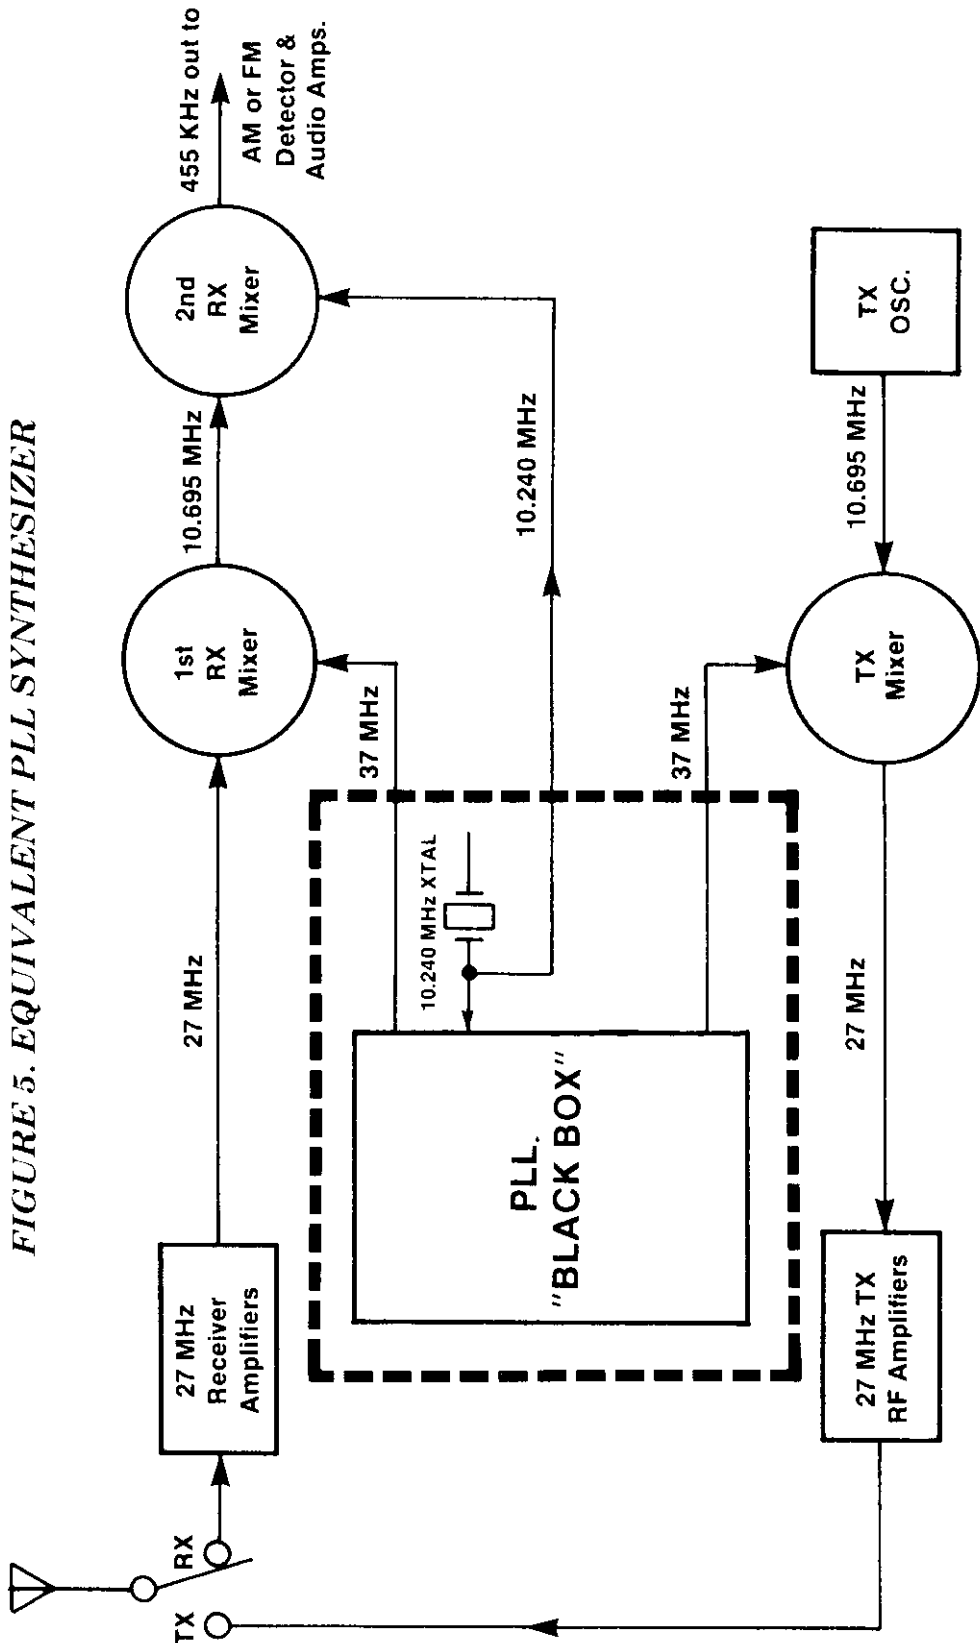 FIGURE 5. EQUIVALENT PLL SYNTHESIZER
TX
RX
27 MHz
Receiver
Amplifiers
27 MHz
1st
RX
Mixer
10.695 MHz
2nd
RX
Mixer
455 KHz out to
AM or FM
Detector &
Audio Amps.
37 MHz
10.240 MHz XTAL
10.240 MHz
PLL.
"BLACK BOX"
37 MHz
27 MHz TX
RF Amplifiers
27 MHz
TX
Mixer
10.695 MHz
TX
OSC.